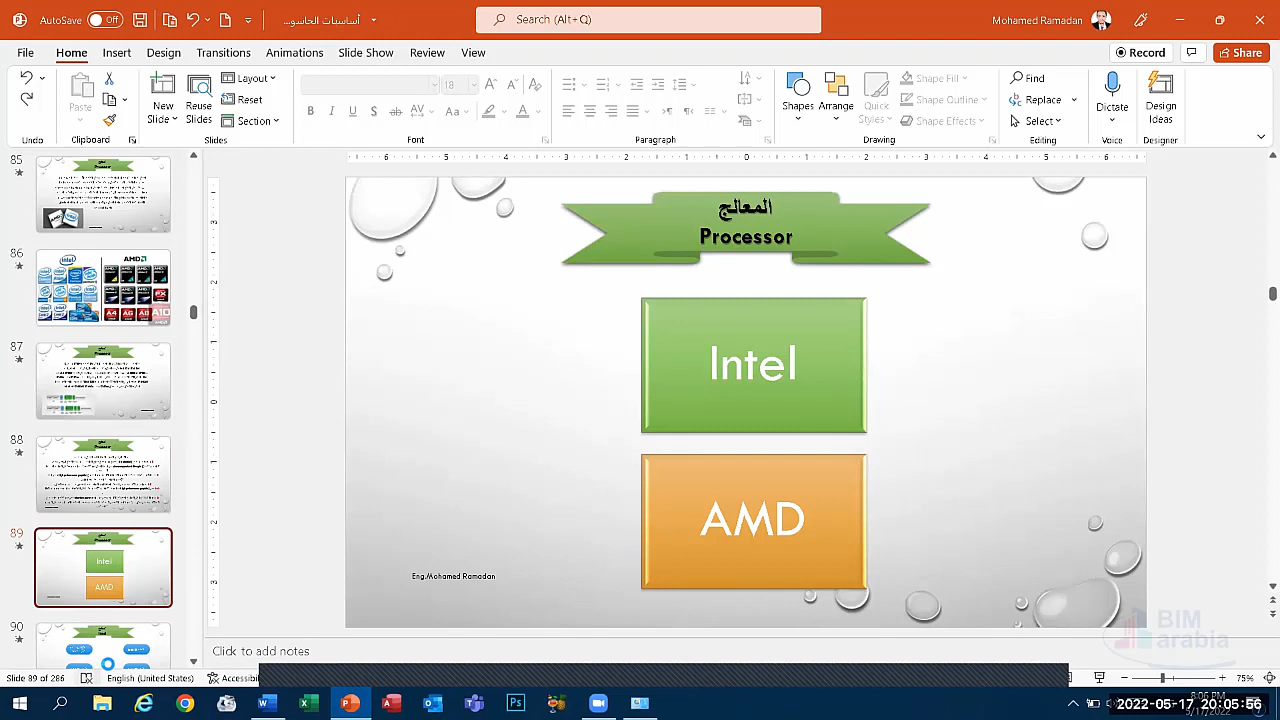 AutoSave Off
أساسيات الحاسو...
Search (Alt+Q)
Mohamed Ramadan
File Home Insert Design Transitions Animations Slide Show Review View
Record Share
Paste
New Slide
Reuse Slides
Layout
Reset
Section
18
Shapes Arrange Quick Styles
Shape Fill
Shape Outline
Shape Effects
Find
Replace
Select
Dictate
Design Ideas
Undo Clipboard Slides Font Paragraph Drawing Editing Voice Designer
85
86
87
88
89
90
المعالج
Processor
Intel
AMD
Eng.Mohamed Ramadan
BIM
arabia
Click to add notes
Slide 89 of 286
English (United States)
Accessibi
75%
2022-05-17 20:05:56